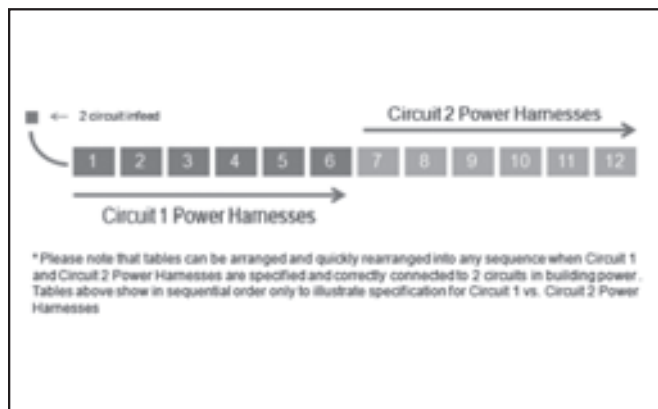 2 circuit infeed
Circuit 2 Power Harnesses
1 2 3 4 5 6 7 8 9 10 11 12
Circuit 1 Power Harnesses
* Please note that tables can be arranged and quickly rearranged into any sequence when Circuit 1
and Circuit 2 Power Harnesses are specified and correctly connected to 2 circuits in building power.
Tables above show in sequential order only to illustrate specification for Circuit 1 vs. Circuit 2 Power
Harnesses